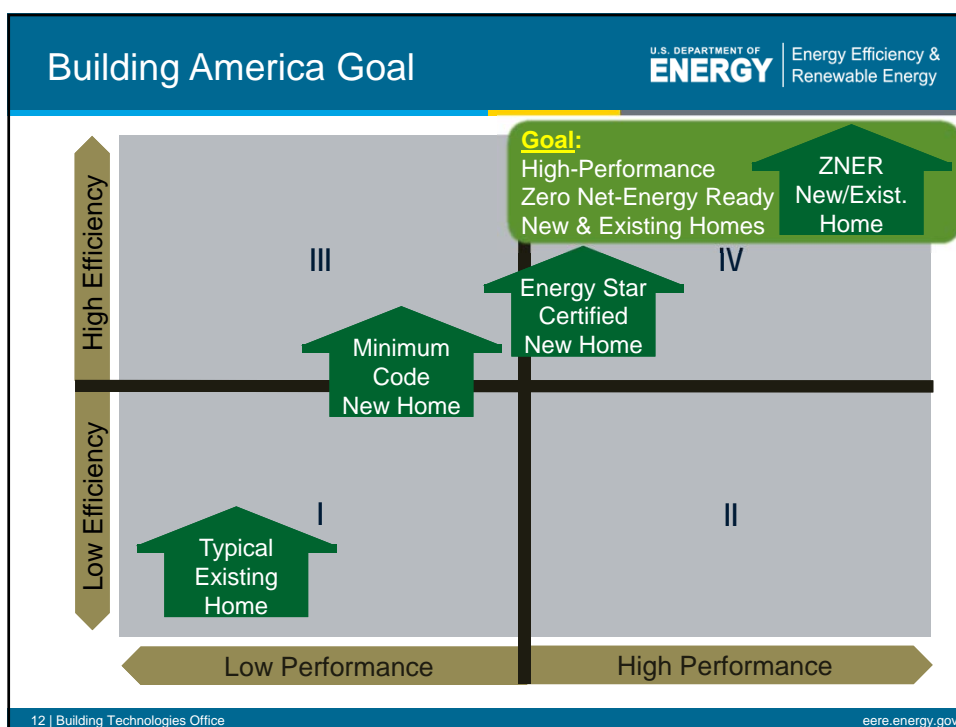 Building America Goal
U.S. DEPARTMENT OF
ENERGY
Energy Efficiency &
Renewable Energy
Goal:
High-Performance
Zero Net-Energy Ready
New & Existing Homes
ZNER
New/Exist.
Home
High Efficiency
III
IV
Energy Star
Certified
New Home
Minimum
Code
New Home
Low Efficiency
I
II
Typical
Existing
Home
Low Performance
High Performance
12 | Building Technologies Office
eere.energy.gov